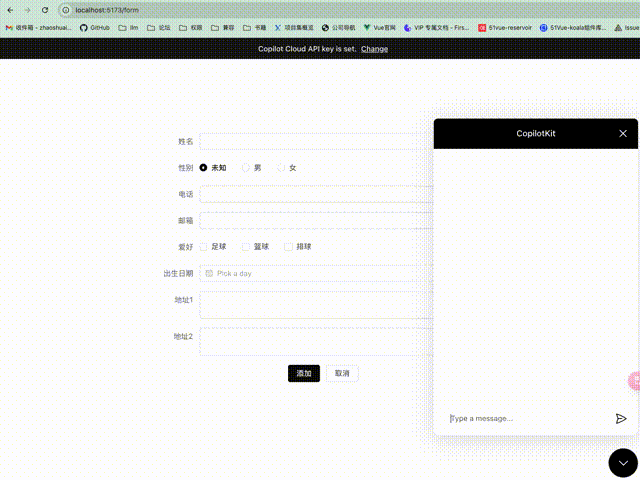 localhost:5173/form
收件箱 - zhaoshuai... GitHub llm 论坛 权限 兼容 书籍 项目集概览 公司导航 Vue官网 VIP 专属文档 - Firs... 51vue-reservoir 51Vue-koala组件库... issue
Copilot Cloud API key is set. Change
CopilotKit
姓名
性别 未知 男 女
电话
邮箱
爱好 足球 篮球 排球
出生日期 Pick a day
地址1
地址2
添加 取消
Type a message...